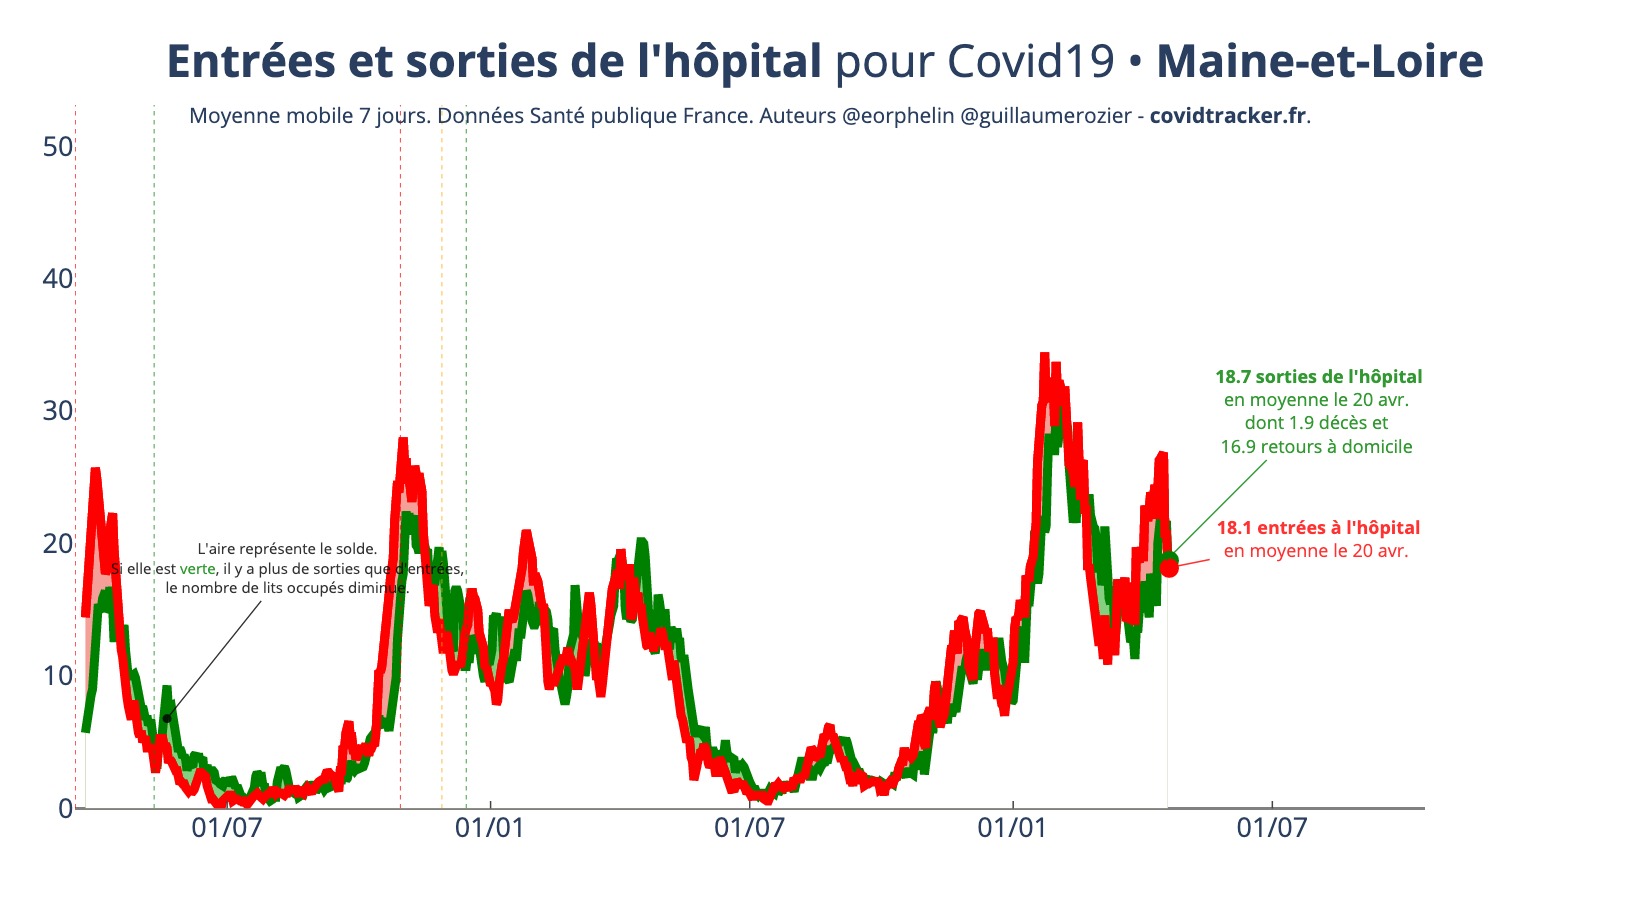 Entrées et sorties de l'hôpital pour Covid19 • Maine-et-Loire
Moyenne mobile 7 jours. Données Santé publique France. Auteurs @eorphelin @guillaumerozier - covidtracker.fr.
50
40
30
20
10
0
18.7 sorties de l'hôpital
en moyenne le 20 avr.
dont 1.9 décès et
16.9 retours à domicile
18.1 entrées à l'hôpital
en moyenne le 20 avr.
L'aire représente le solde.
Si elle est verte, il y a plus de sorties que d'entrées,
le nombre de lits occupés diminue.
01/07
01/01
01/07
01/01
01/07